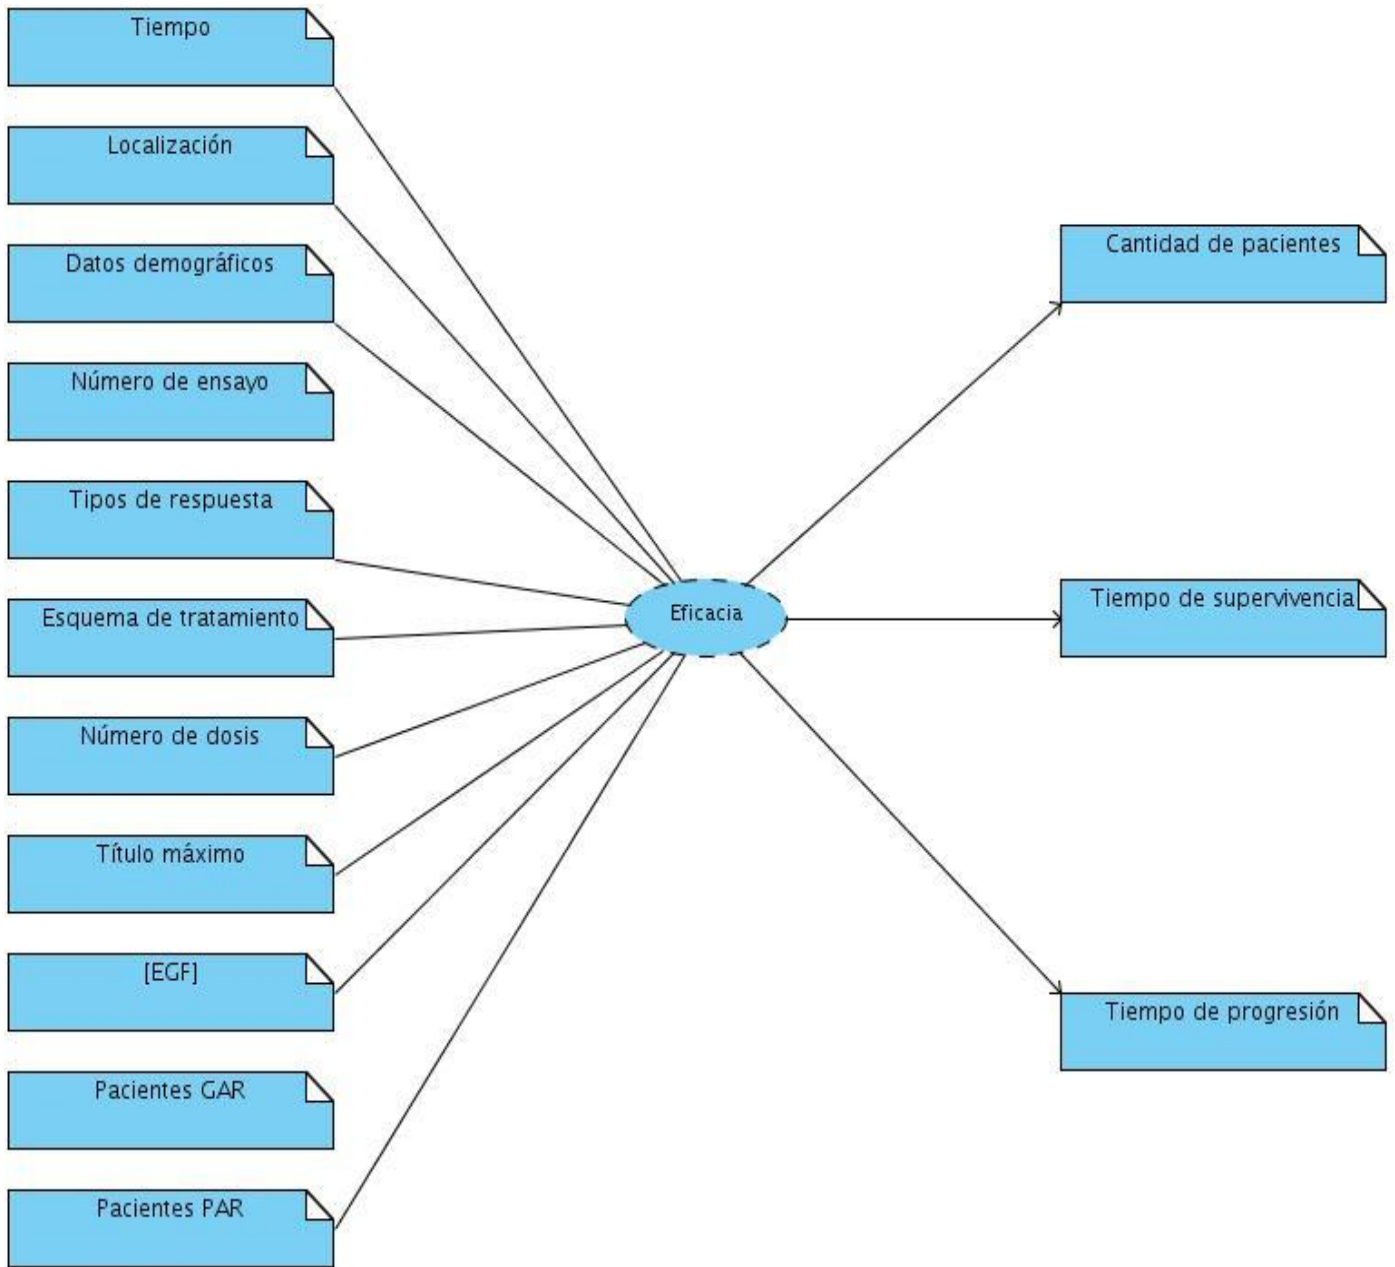 Tiempo
Localización
Datos demográficos
Número de ensayo
Tipos de respuesta
Esquema de tratamiento
Número de dosis
Título máximo
[EGF]
Pacientes GAR
Pacientes PAR
Eficacia
Cantidad de pacientes
Tiempo de supervivencia
Tiempo de progresión